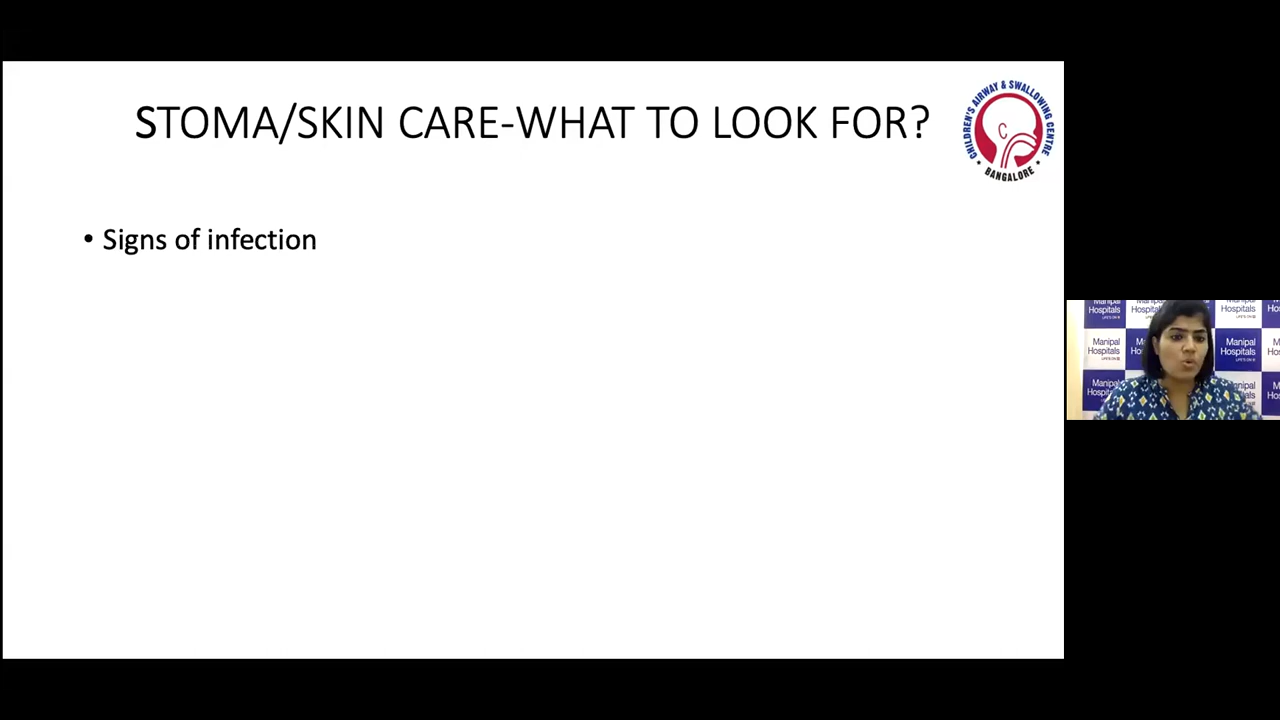 STOMA/SKIN CARE-WHAT TO LOOK FOR?
CHILDREN'S AIRWAY & SWALLOWING CENTRE
• BANGALORE •
• Signs of infection
Manipal
Hospitals
Hospitals
Manipal
Hospitals
Manipal
Hospitals
Manipal